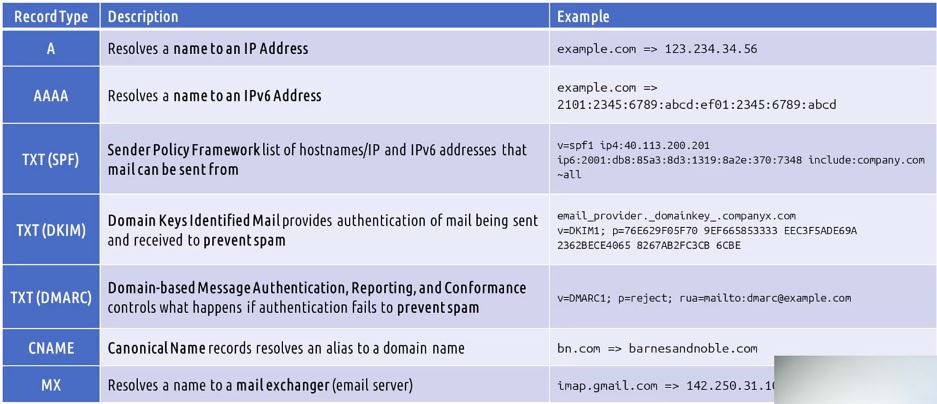 Record Type Description Example
A Resolves a name to an IP Address example.com => 123.234.34.56
AAAA Resolves a name to an IPv6 Address example.com =>
2101:2345:6789:abcd:ef01:2345:6789:abcd
TXT (SPF) Sender Policy Framework list of hostnames/IP and IPv6 addresses that
mail can be sent from
v=spf1 ip4:40.113.200.201
ip6:2001:db8:85a3:8d3:1319:8a2e:370:7348 include:company.com
~all
TXT (DKIM) Domain Keys Identified Mail provides authentication of mail being sent
and received to prevent spam
email_provider._domainkey_.companyx.com
v=DKIM1; p=76E629F05F70 9EF665853333 EEC3F5ADE69A
2362BECE4065 8267AB2FC3CB 6CBE
TXT (DMARC) Domain-based Message Authentication, Reporting, and Conformance
controls what happens if authentication fails to prevent spam
v=DMARC1; p=reject; rua=mailto:dmarc@example.com
CNAME Canonical Name records resolves an alias to a domain name bn.com => barnesandnoble.com
MX Resolves a name to a mail exchanger (email server) imap.gmail.com =>